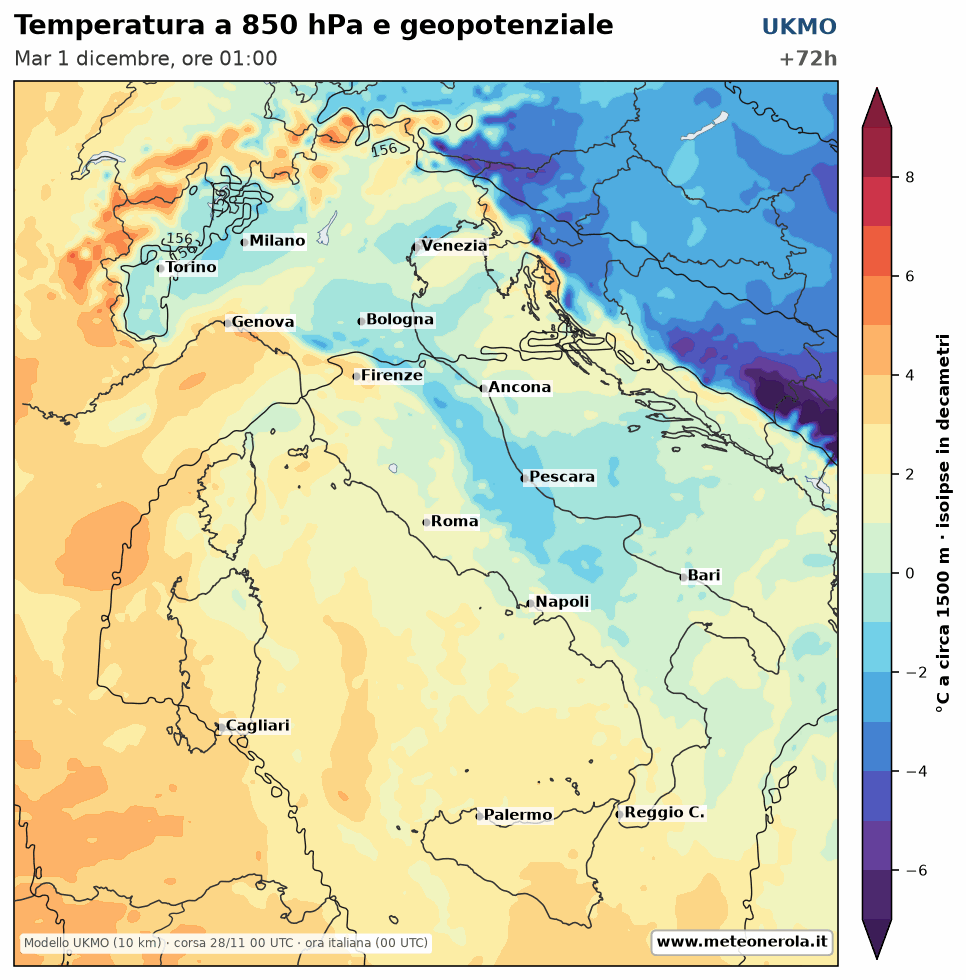 Temperatura a 850 hPa e geopotenziale
UKMO
Mar 1 dicembre, ore 01:00
+72h
156
156
156
156
Milano
Venezia
Torino
Genova
Bologna
Firenze
Ancona
Pescara
Roma
Bari
Napoli
Cagliari
Palermo
Reggio C.
8
6
4
2
0
−2
−4
−6
°C a circa 1500 m · isoipse in decametri
Modello UKMO (10 km) · corsa 28/11 00 UTC · ora italiana (00 UTC)
www.meteonerola.it